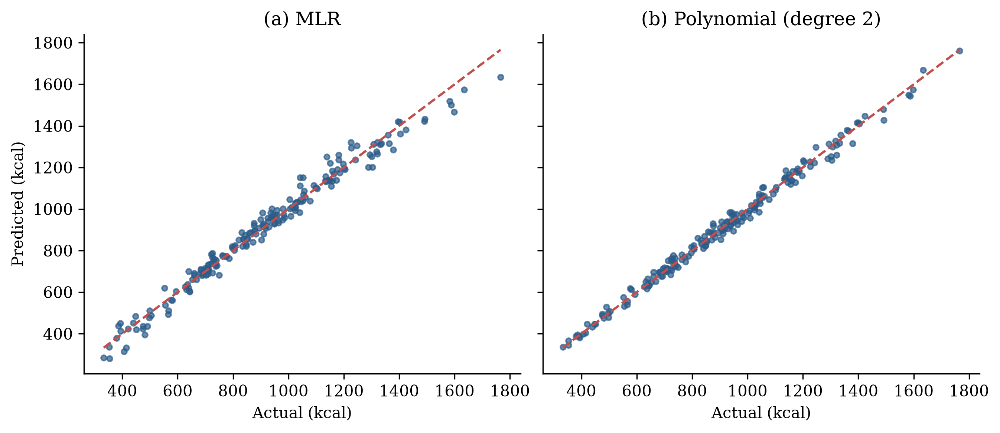 (a) MLR
1800
1600
1400
1200
1000
800
600
400
Predicted (kcal)
400 600 800 1000 1200 1400 1600 1800
Actual (kcal)
(b) Polynomial (degree 2)
400 600 800 1000 1200 1400 1600 1800
Actual (kcal)